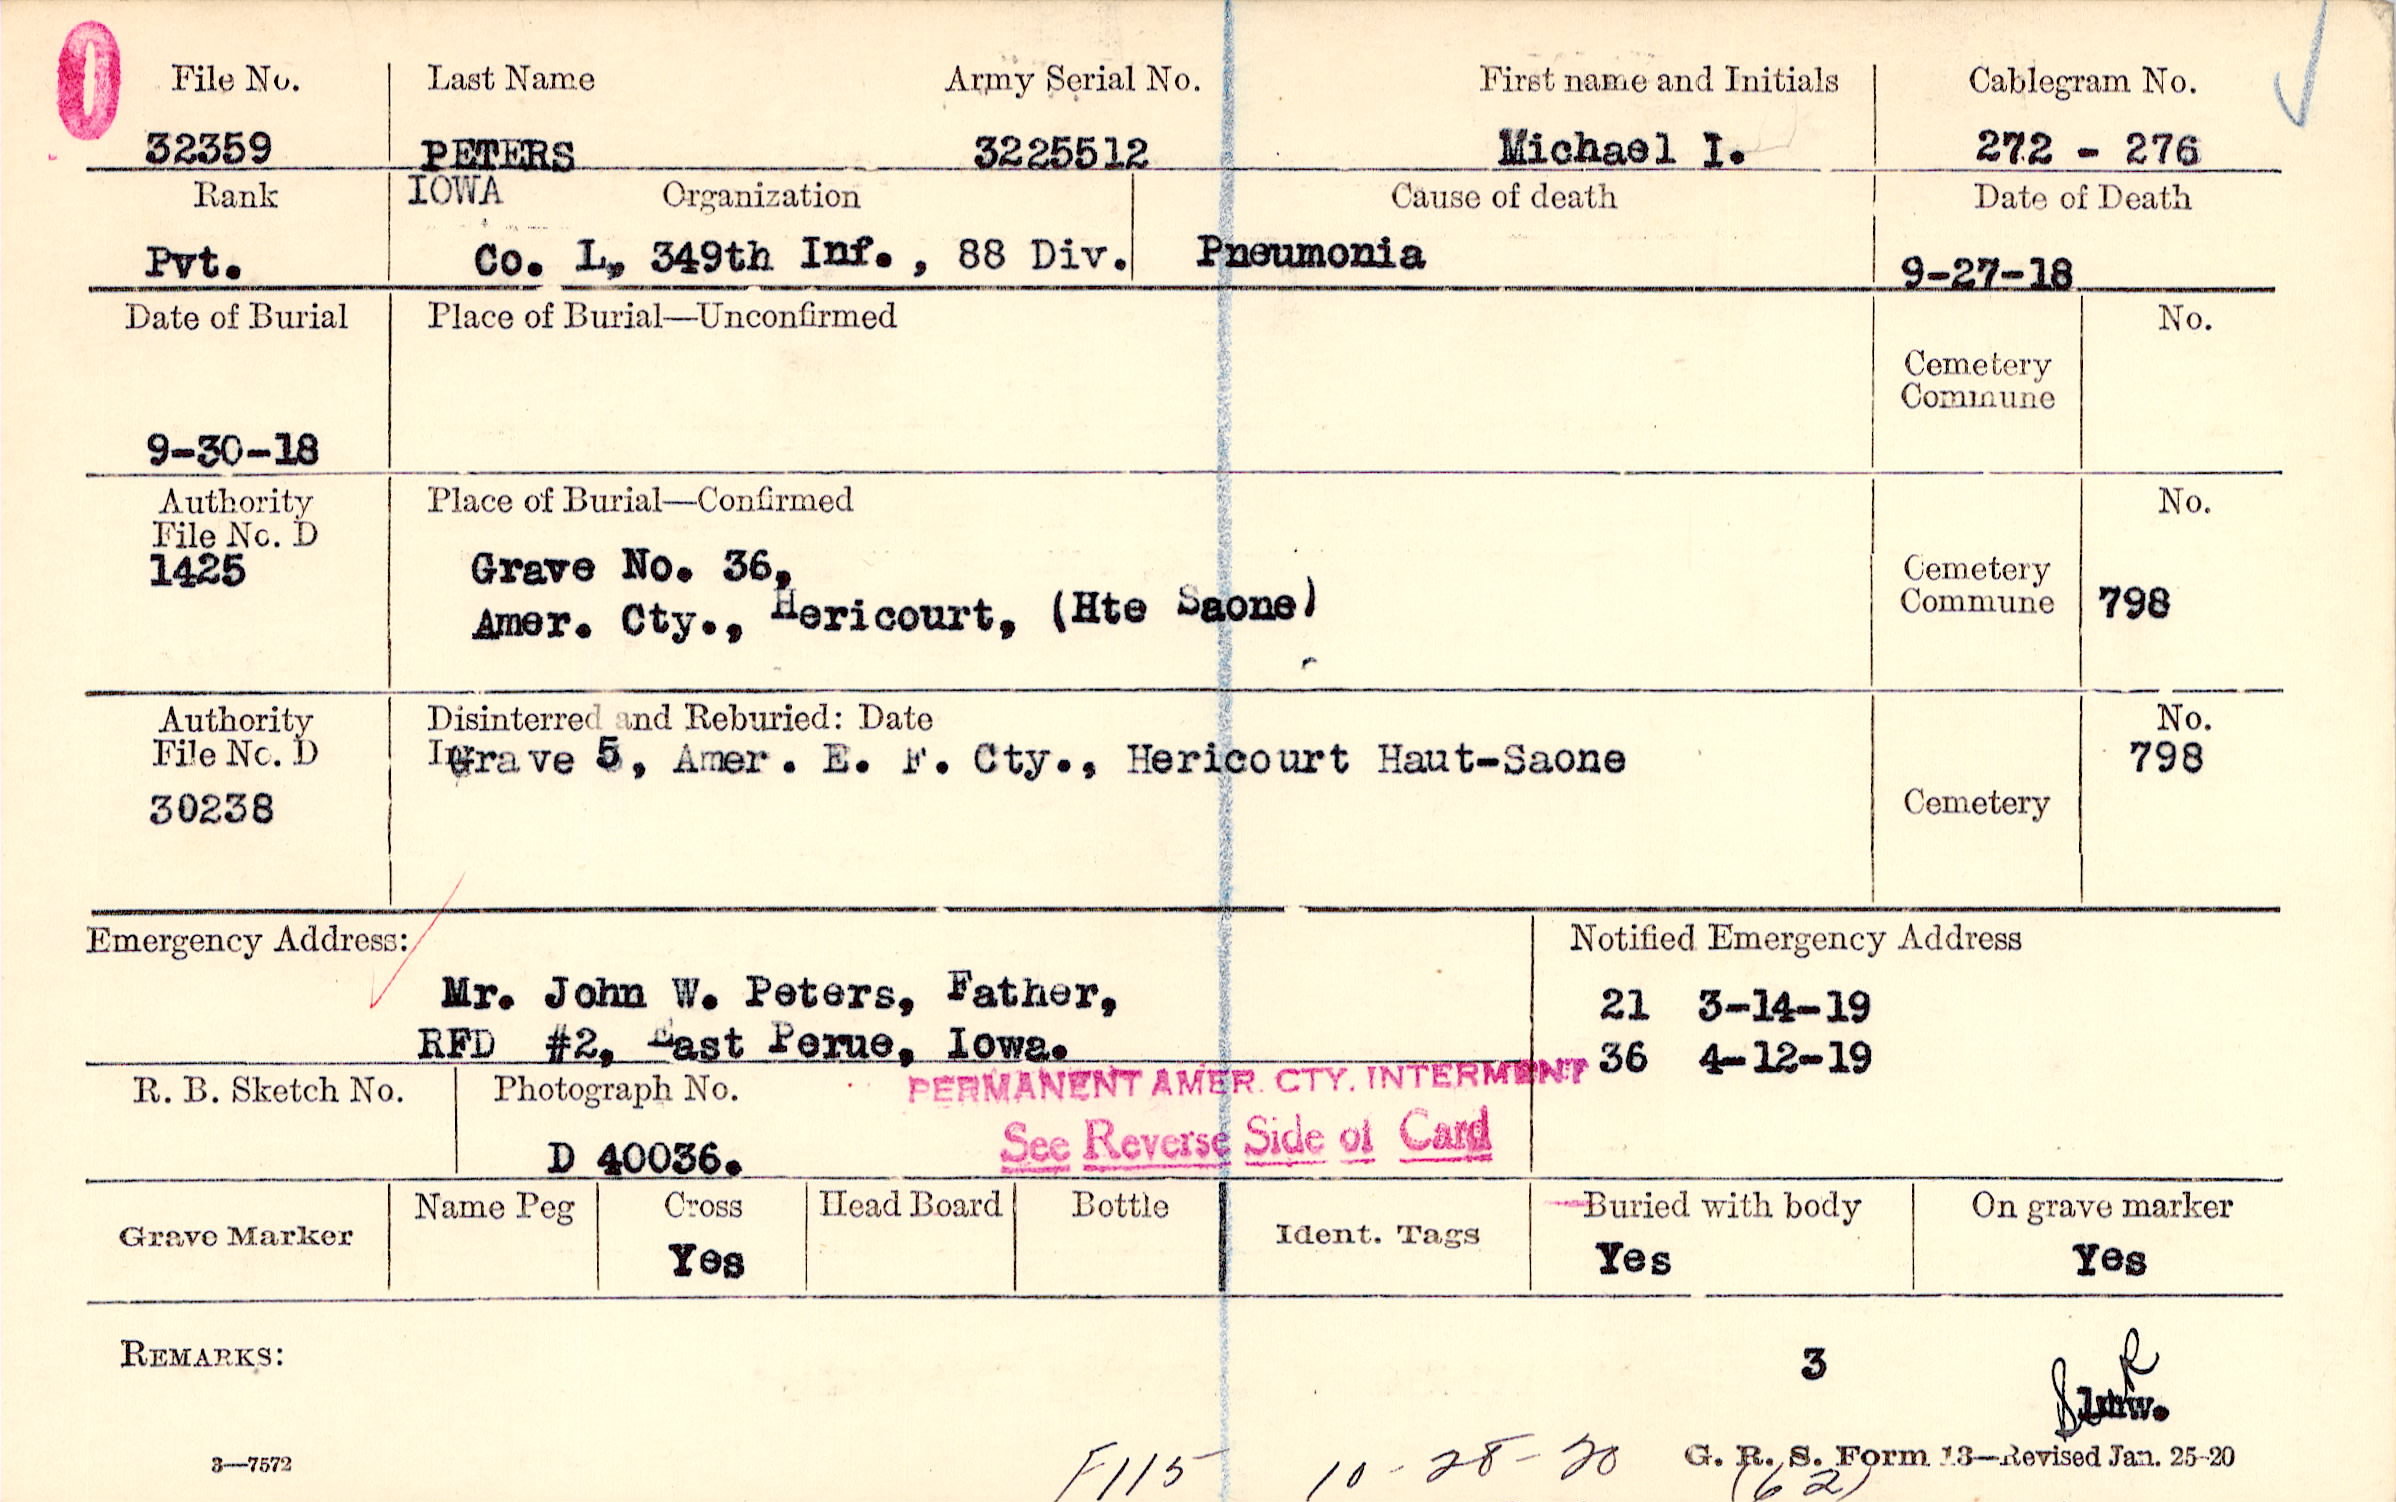 File No. Last Name Army Serial No. First name and Initials Cablegram No.
32359 PETERS 3225512 Michael I. 272 - 276
Rank IOWA Organization Cause of death Date of Death
Pvt. Co. L, 349th Inf., 88 Div. Pneumonia 9-27-18
Date of Burial Place of Burial—Unconfirmed No.
Cemetery
Commune
9-30-18
Authority Place of Burial—Confirmed No.
File No. D
1425 Grave No. 36, Cemetery
Amer. Cty., Hericourt, (Hte Saone) Commune 798
Authority Disinterred and Reburied: Date No.
File No. D In Grave 5, Amer. E. F. Cty., Hericourt Haut-Saone 798
30238 Cemetery
Emergency Address: Notified Emergency Address
Mr. John W. Peters, Father, 21 3-14-19
RFD #2, East Perue, Iowa. 36 4-12-19
R. B. Sketch No. Photograph No. PERMANENT AMER. CTY. INTERMENT
D 40036. See Reverse Side of Card
Grave Marker Name Peg Cross Head Board Bottle Ident. Tags Buried with body On grave marker
Yes Yes Yes
REMARKS: 3
3—7572 F115 10-28-20 G. R. S. Form 13—Revised Jan. 25-20
(62)